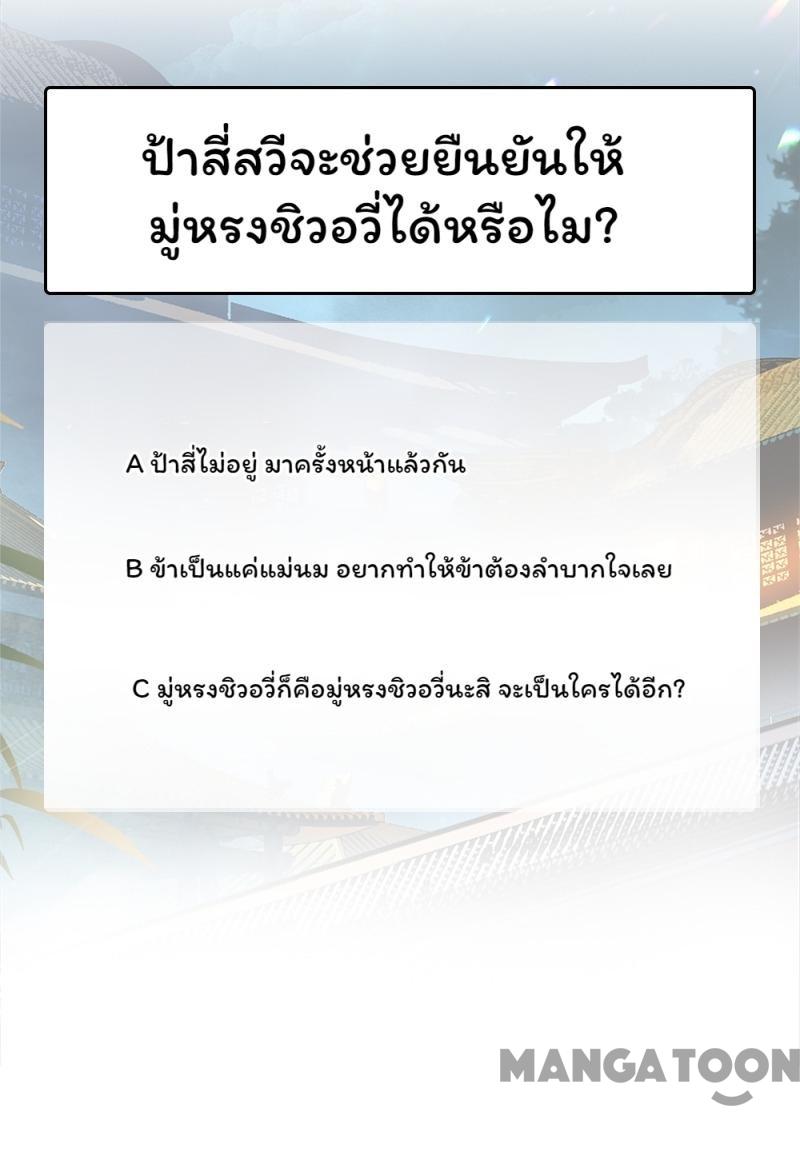 ป้าสี่สวีจะช่วยยืนยันให้
มู่หรงชิวอวี่ได้หรือไม?
A ป้าสี่ไม่อยู่ มาครั้งหน้าแล้วกัน
B ข้าเป็นแค่แม่นม อยากทำให้ข้าต้องลำบากใจเลย
C มู่หรงชิวอวี่ก็คือมู่หรงชิวอวี่นะสิ จะเป็นใครได้อีก?
MANGATOON